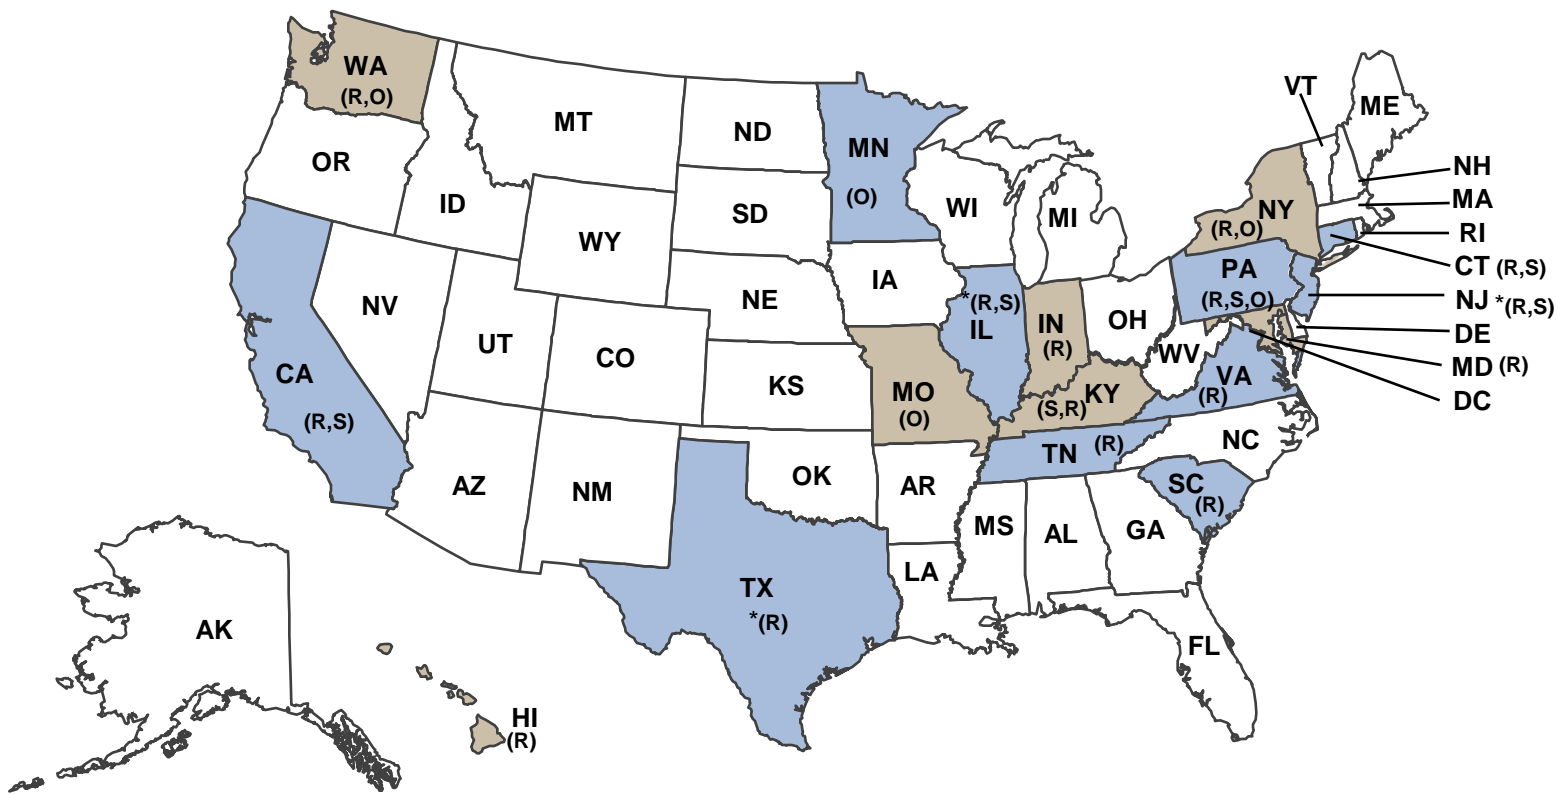 WA
(R,O)
OR
ID
MT
ND
SD
WY
NE
MN
(O)
WI
MI
IA
VT
ME
NH
MA
RI
CT (R,S)
NJ *(R,S)
DE
MD (R)
DC
NY
(R,O)
PA
(R,S,O)
OH
IN
(R)
*(R,S)
IL
WV
VA
(R)
KY
(S,R)
MO
(O)
KS
CO
UT
NV
CA
(R,S)
AZ
NM
OK
AR
TN (R)
NC
SC
(R)
GA
AL
MS
LA
TX
*(R)
FL
AK
HI
(R)